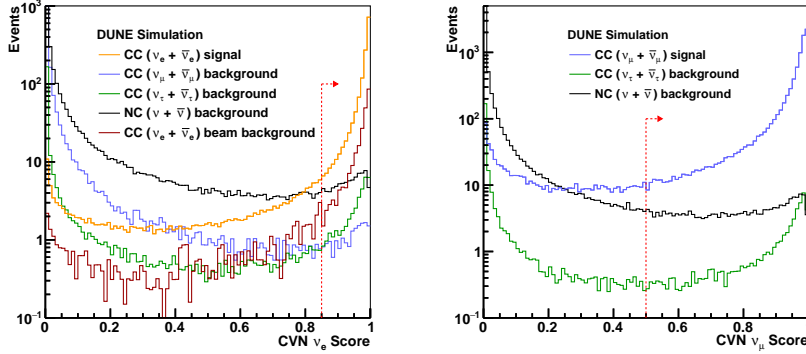 Events
10³
10²
10
1
10⁻¹
0
0.2
0.4
0.6
0.8
1
CVN νe Score
DUNE Simulation
CC (νe + ν̄e) signal
CC (νμ + ν̄μ) background
CC (ντ + ν̄τ) background
NC (ν + ν̄) background
CC (νe + ν̄e) beam background
Events
10³
10²
10
1
10⁻¹
0
0.2
0.4
0.6
0.8
CVN νμ Score
DUNE Simulation
CC (νμ + ν̄μ) signal
CC (ντ + ν̄τ) background
NC (ν + ν̄) background